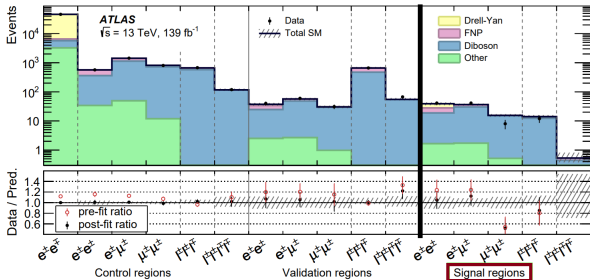 Events
10⁴
10³
10²
10
1
ATLAS
√s = 13 TeV, 139 fb⁻¹
Data
Total SM
Drell-Yan
FNP
Diboson
Other
Data / Pred.
1.4
1.2
1.0
0.8
0.6
pre-fit ratio
post-fit ratio
e±e∓ e±e± e±μ± μ±μ± l±l±l∓ l±l±l∓l∓
e±e± e±μ± μ±μ± l±l±l∓ l±l±l∓l∓
e±e± e±μ± μ±μ± l±l±l∓ l±l±l∓l∓
Control regions
Validation regions
Signal regions